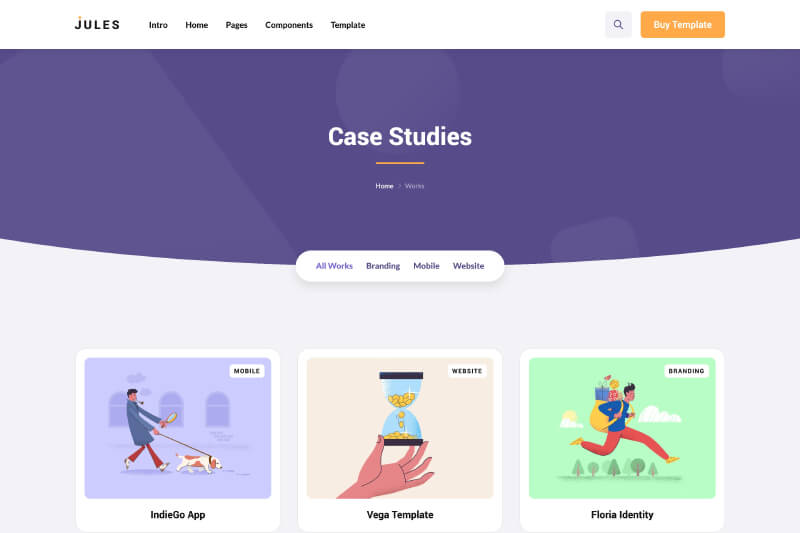 JULES Intro Home Pages Components Template Buy Template
Case Studies
Home > Works
All Works Branding Mobile Website
MOBILE WEBSITE BRANDING
IndieGo App Vega Template Floria Identity